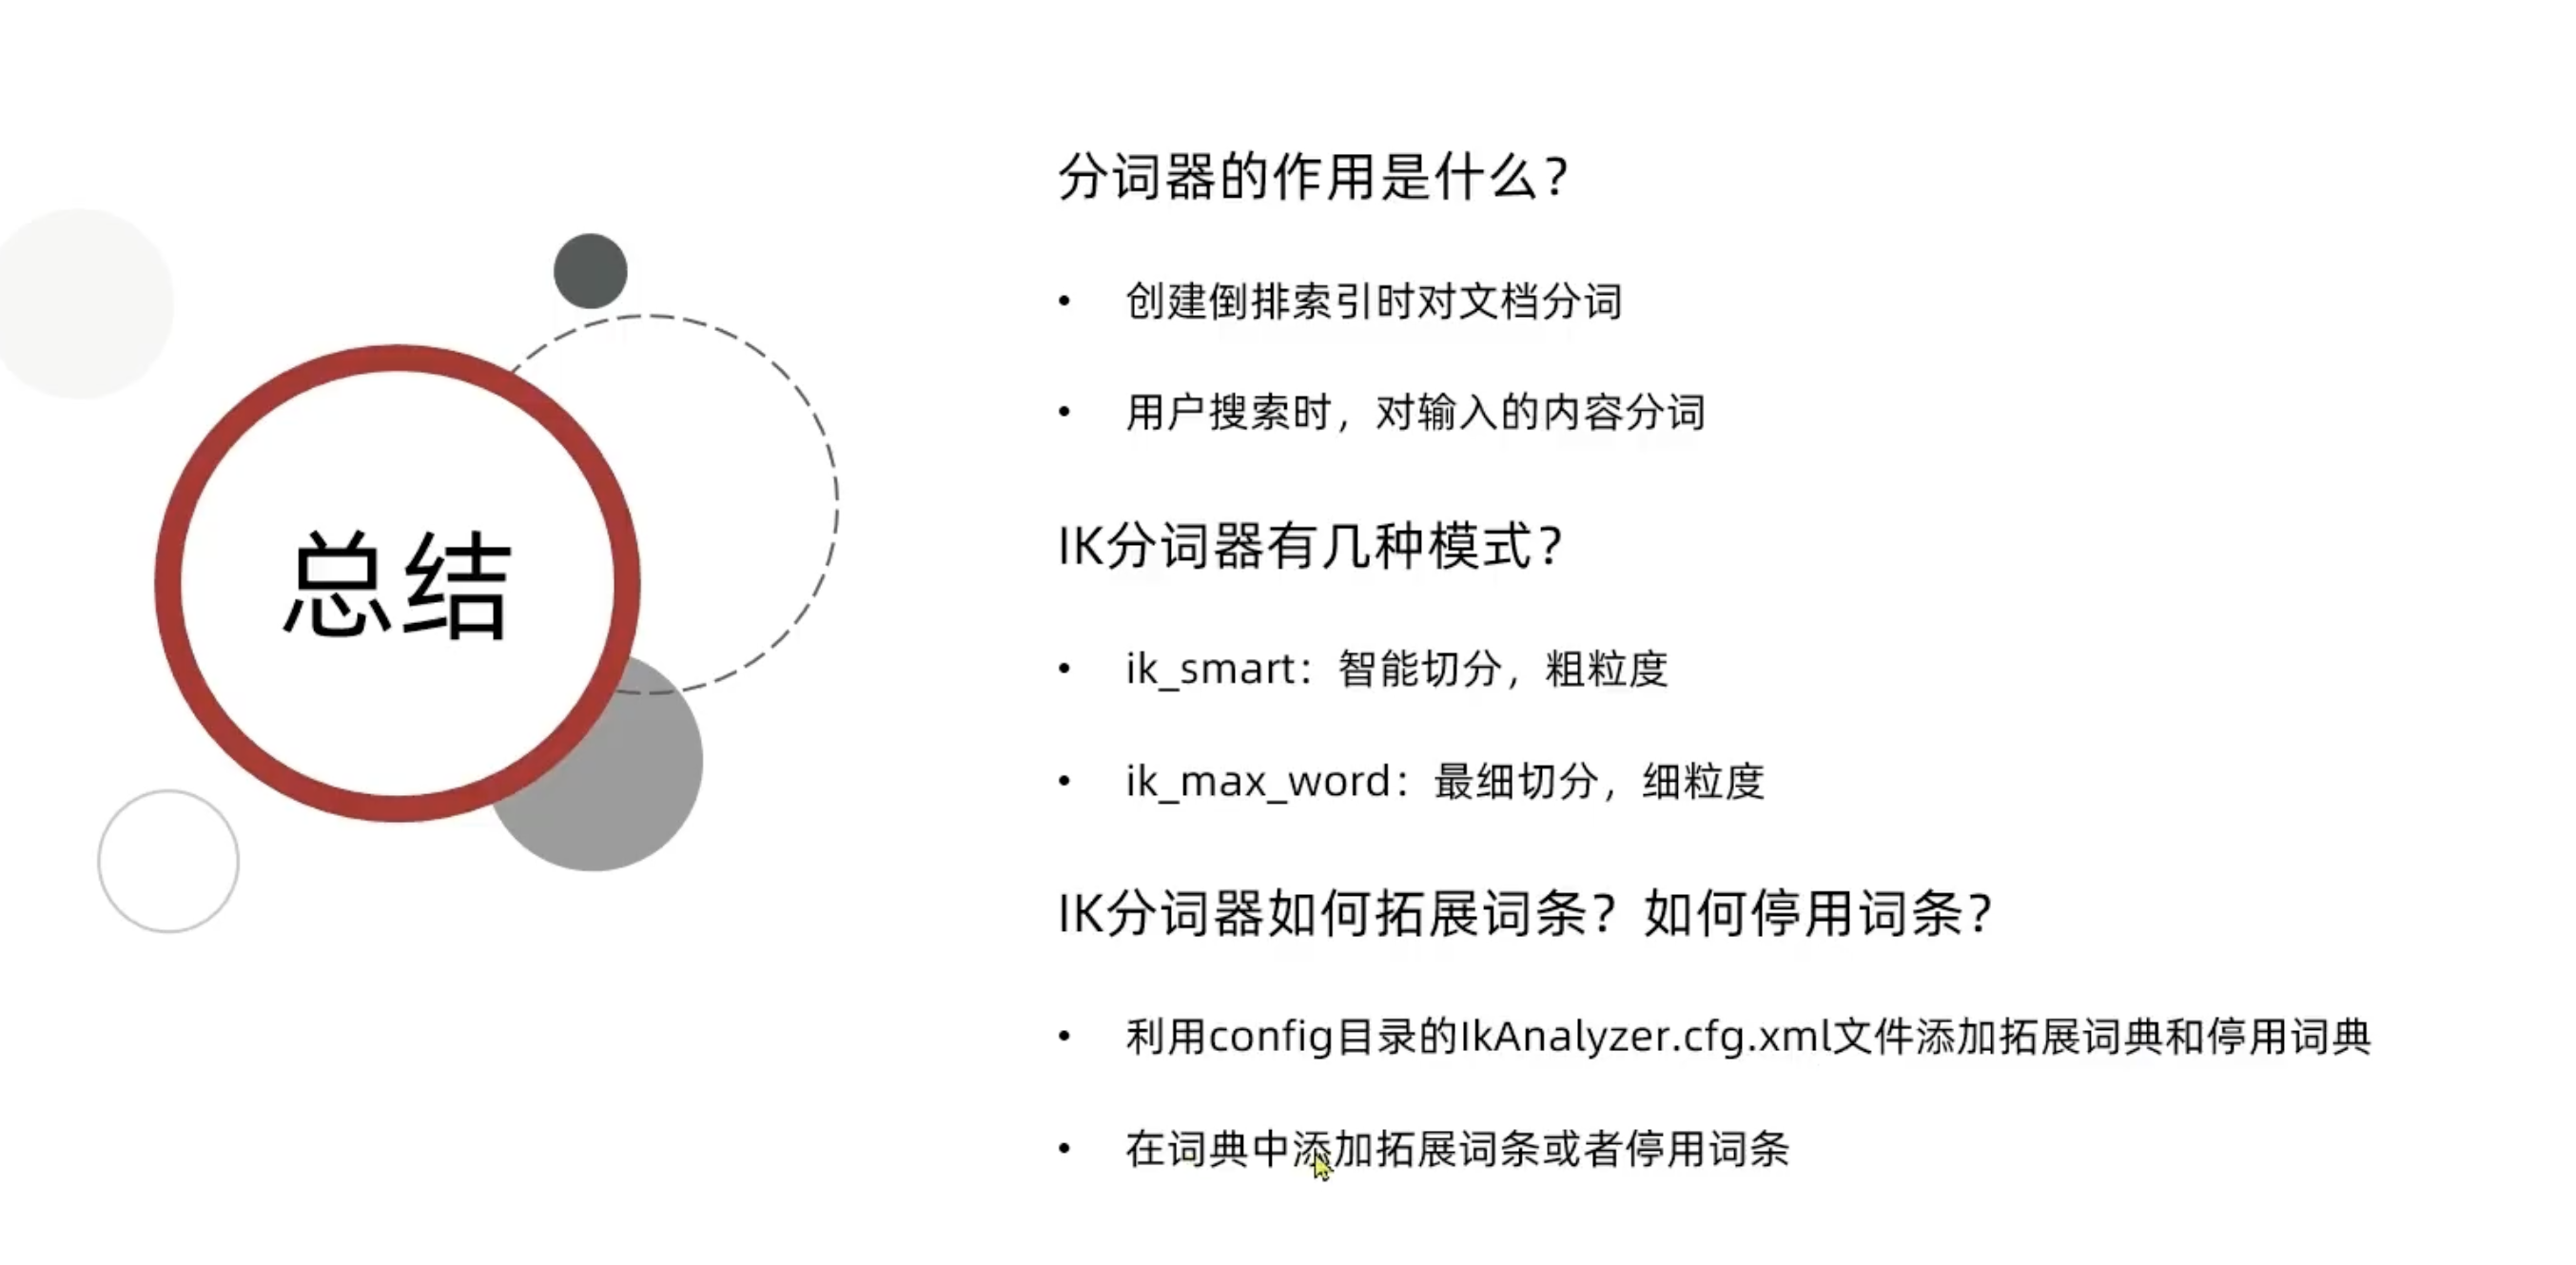 总结
分词器的作用是什么？
• 创建倒排索引时对文档分词
• 用户搜索时，对输入的内容分词
IK分词器有几种模式？
• ik_smart：智能切分，粗粒度
• ik_max_word：最细切分，细粒度
IK分词器如何拓展词条？如何停用词条？
• 利用config目录的IkAnalyzer.cfg.xml文件添加拓展词典和停用词典
• 在词典中添加拓展词条或者停用词条